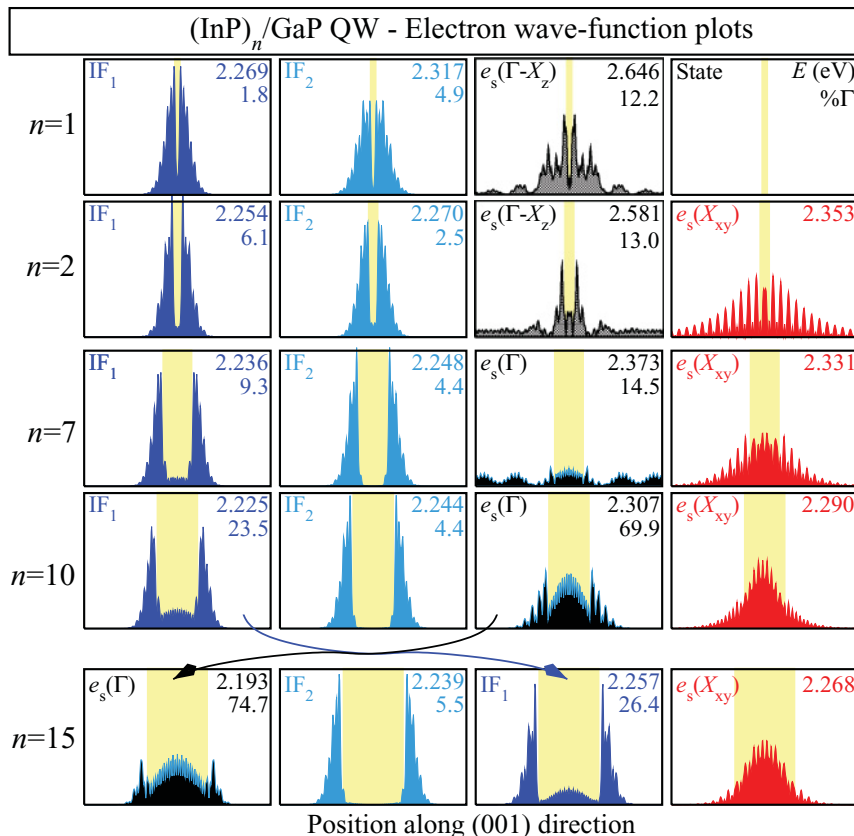 (InP)n/GaP QW - Electron wave-function plots
n=1
IF1 2.269
1.8
IF2 2.317
4.9
es(Γ-Xz) 2.646
12.2
State E (eV)
%Γ
n=2
IF1 2.254
6.1
IF2 2.270
2.5
es(Γ-Xz) 2.581
13.0
es(Xxy) 2.353
n=7
IF1 2.236
9.3
IF2 2.248
4.4
es(Γ) 2.373
14.5
es(Xxy) 2.331
n=10
IF1 2.225
23.5
IF2 2.244
4.4
es(Γ) 2.307
69.9
es(Xxy) 2.290
n=15
es(Γ) 2.193
74.7
IF2 2.239
5.5
IF1 2.257
26.4
es(Xxy) 2.268
Position along (001) direction